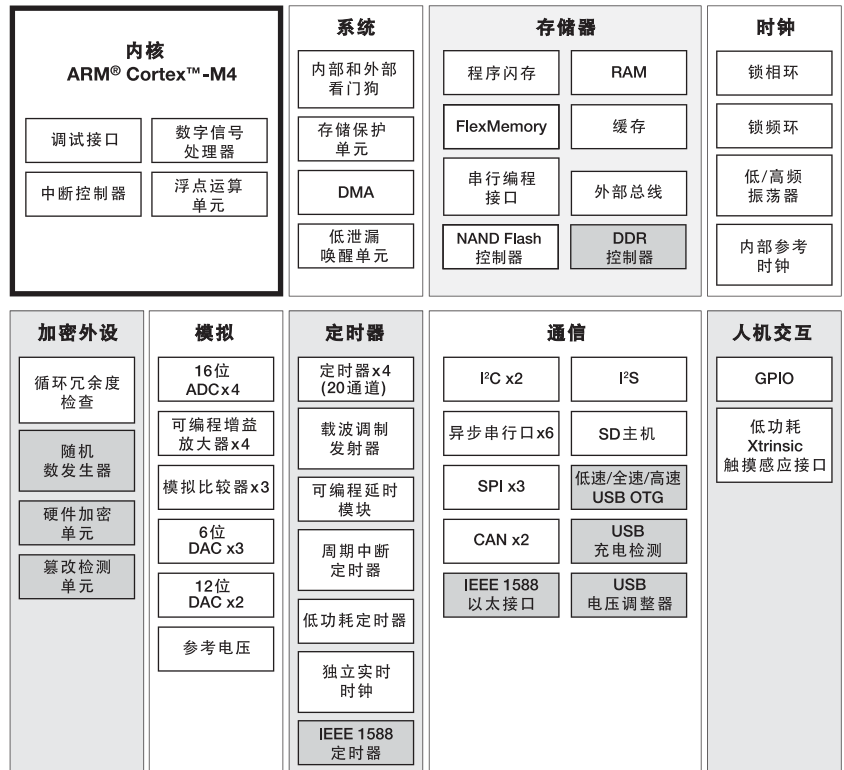 内核
ARM® Cortex™-M4
调试接口
数字信号
处理器
中断控制器
浮点运算
单元
系统
内部和外部
看门狗
存储保护
单元
DMA
低泄漏
唤醒单元
存储器
程序闪存
RAM
FlexMemory
缓存
串行编程
接口
外部总线
NAND Flash
控制器
DDR
控制器
时钟
锁相环
锁频环
低/高频
振荡器
内部参考
时钟
加密外设
循环冗余度
检查
随机
数发生器
硬件加密
单元
篡改检测
单元
模拟
16位
ADCx4
可编程增益
放大器x4
模拟比较器x3
6位
DAC x3
12位
DAC x2
参考电压
定时器
定时器x4
(20通道)
载波调制
发射器
可编程延时
模块
周期中断
定时器
低功耗定时器
独立实时
时钟
IEEE 1588
定时器
通信
I²C x2
I²S
异步串行口x6
SD主机
SPI x3
低速/全速/高速
USB OTG
CAN x2
USB
充电检测
IEEE 1588
以太接口
USB
电压调整器
人机交互
GPIO
低功耗
Xtrinsic
触摸感应接口